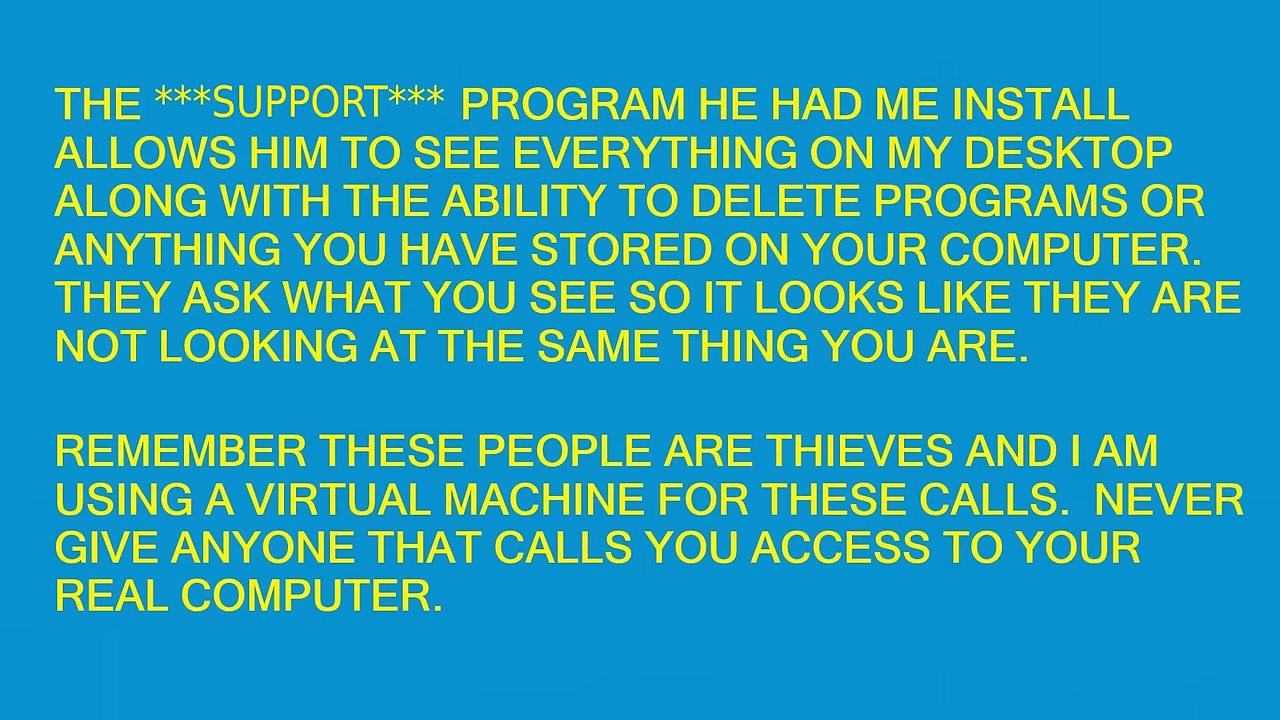 THE ***SUPPORT*** PROGRAM HE HAD ME INSTALL
ALLOWS HIM TO SEE EVERYTHING ON MY DESKTOP
ALONG WITH THE ABILITY TO DELETE PROGRAMS OR
ANYTHING YOU HAVE STORED ON YOUR COMPUTER.
THEY ASK WHAT YOU SEE SO IT LOOKS LIKE THEY ARE
NOT LOOKING AT THE SAME THING YOU ARE.
REMEMBER THESE PEOPLE ARE THIEVES AND I AM
USING A VIRTUAL MACHINE FOR THESE CALLS.  NEVER
GIVE ANYONE THAT CALLS YOU ACCESS TO YOUR
REAL COMPUTER.